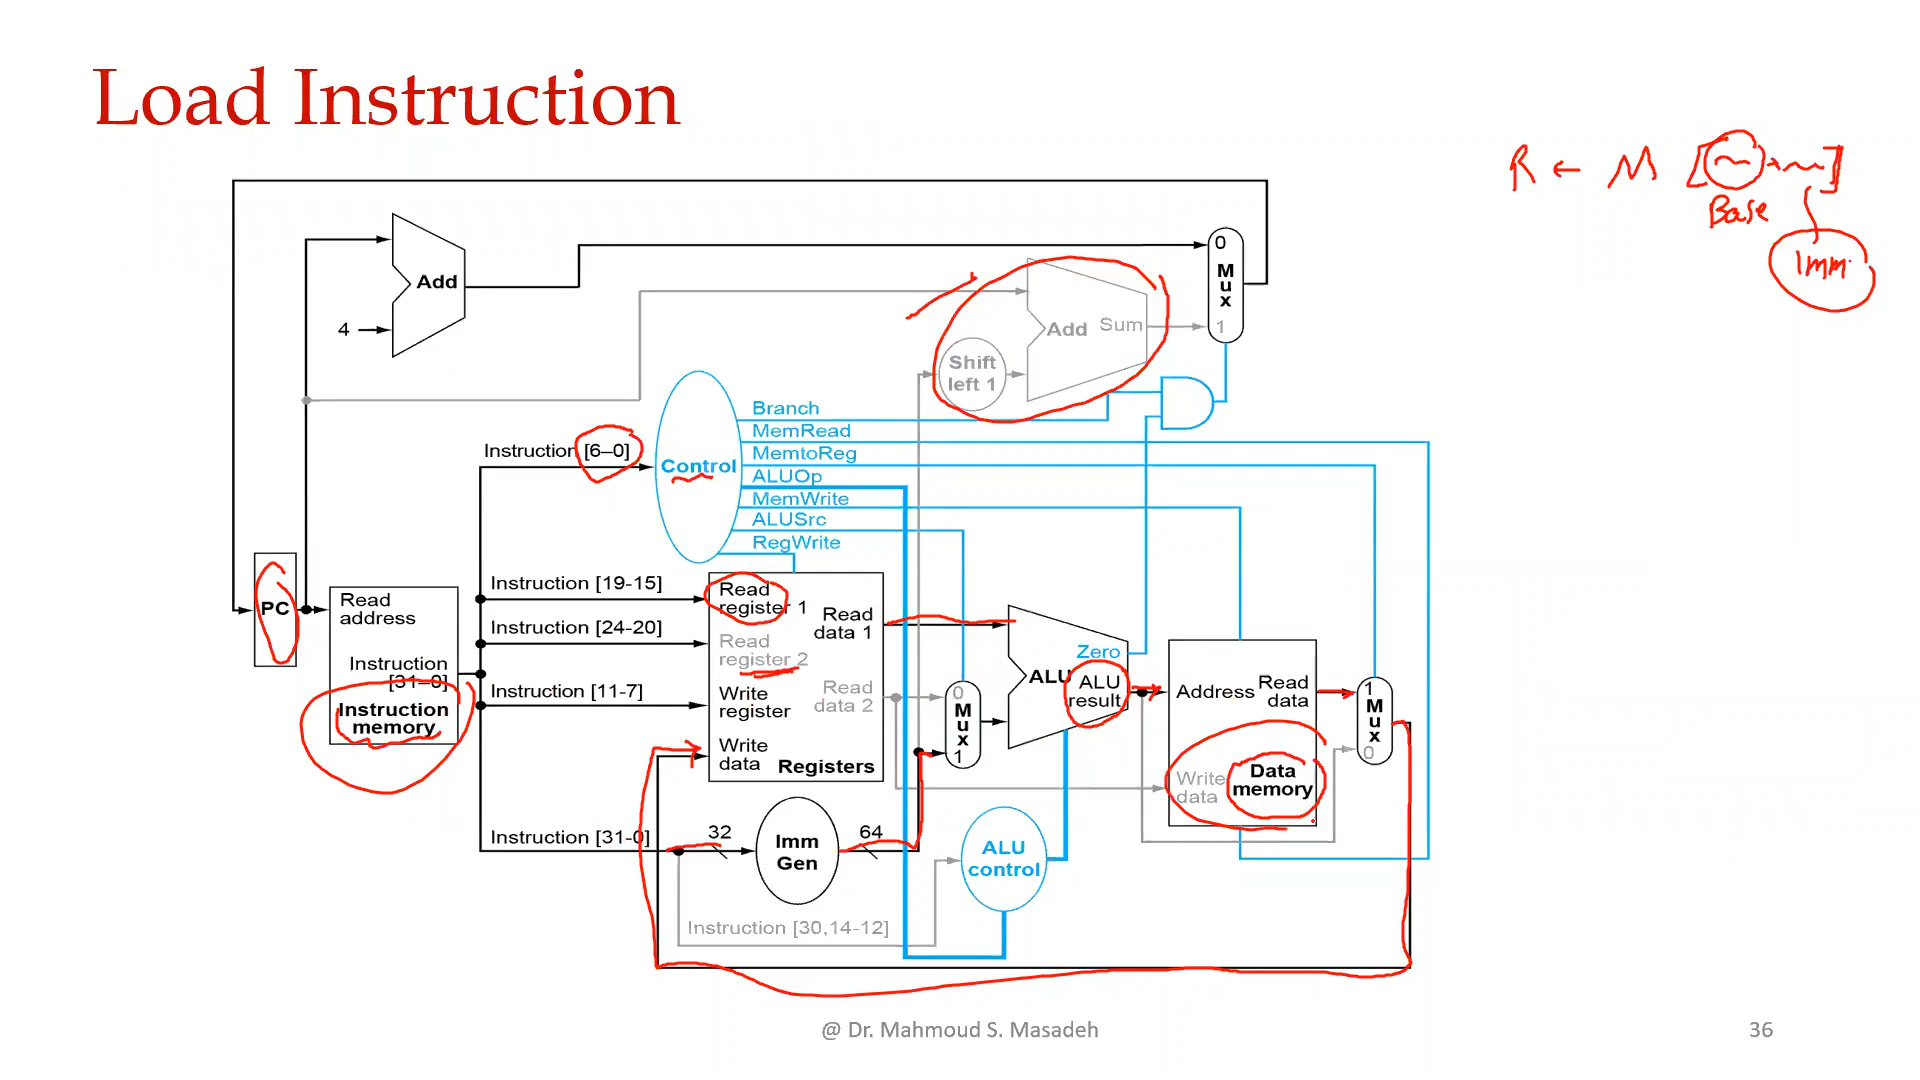 Load Instruction
R ← M [~+~]
Base
Imm
Add
4
0
Mux
1
Add Sum
Shift
left 1
Branch
MemRead
MemtoReg
ALUOp
MemWrite
ALUSrc
RegWrite
Instruction [6–0]
Control
PC
Read
address
Instruction
[31–0]
Instruction
memory
Instruction [19-15]
Instruction [24-20]
Instruction [11-7]
Instruction [31-0]
Read
register 1
Read
register 2
Write
register
Write
data
Read
data 1
Read
data 2
Registers
0
Mux
1
Zero
ALU
ALU
result
Address
Read
data
Write
data
Data
memory
1
Mux
0
32
Imm
Gen
64
ALU
control
Instruction [30,14-12]
@ Dr. Mahmoud S. Masadeh
36